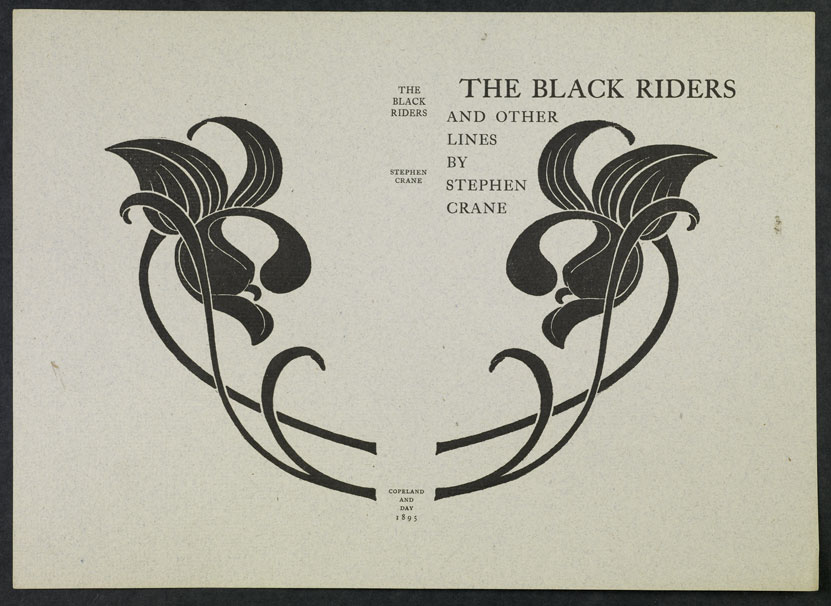 THE
BLACK
RIDERS
STEPHEN
CRANE
COPELAND
AND
DAY
1895
THE BLACK RIDERS
AND OTHER
LINES
BY
STEPHEN
CRANE